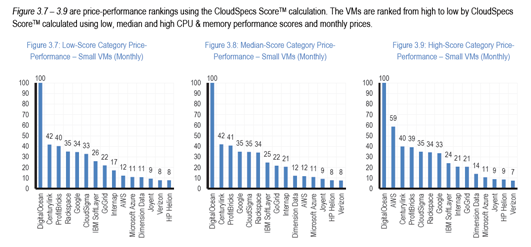 Figure 3.7 – 3.9 are price-performance rankings using the CloudSpecs Score™ calculation. The VMs are ranked from high to low by CloudSpecs
Score™ calculated using low, median and high CPU & memory performance scores and monthly prices.
Figure 3.7: Low-Score Category Price-
Performance – Small VMs (Monthly)
100
90
80
70
60
50
40
30
20
10
0
100
42
40
35
34
33
26
22
17
12
11
11
9
8
8
DigitalOcean
Centurylink
ProfitBricks
Rackspace
Google
CloudSigma
IBM SoftLayer
GoGrid
Internap
AWS
Microsoft Azure
Dimension Data
Joyent
Verizon
HP Helion
Figure 3.8: Median-Score Category Price-
Performance – Small VMs (Monthly)
100
90
80
70
60
50
40
30
20
10
0
100
42
41
35
35
34
25
22
21
12
12
11
9
8
8
DigitalOcean
Centurylink
ProfitBricks
Google
CloudSigma
Rackspace
IBM SoftLayer
GoGrid
Internap
Dimension Data
AWS
Microsoft Azure
Joyent
HP Helion
Verizon
Figure 3.9: High-Score Category Price-
Performance – Small VMs (Monthly)
100
90
80
70
60
50
40
30
20
10
0
100
59
40
39
35
34
33
24
21
21
14
11
9
9
7
DigitalOcean
AWS
Centurylink
ProfitBricks
Rackspace
CloudSigma
Google
IBM SoftLayer
Internap
GoGrid
Dimension Data
Microsoft Azure
Joyent
HP Helion
Verizon